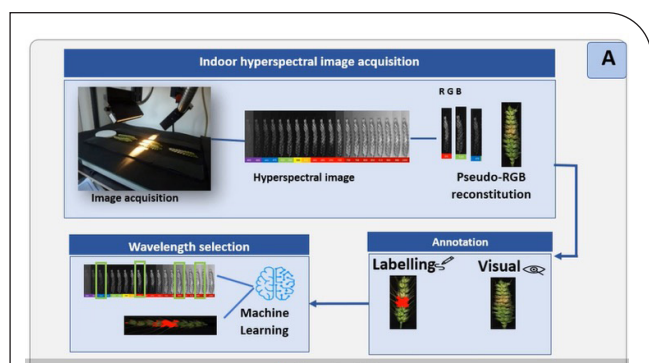 A
Indoor hyperspectral image acquisition
R G B
Image acquisition
Hyperspectral image
Pseudo-RGB
reconstitution
Wavelength selection
Annotation
Labelling
Visual
Machine
Learning